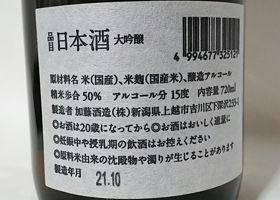 品目 日本酒 大吟醸
4 994677 325121
原材料名 米(国産)、米麹(国産米)、醸造アルコール
精米歩合 50% アルコール分 15度 内容量 720ml
製造者 加藤酒造(株)新潟県上越市吉川区下深沢233-1
◎お酒は20歳になってから◎お酒はおいしく適量に
◎妊娠中や授乳期の飲酒はお控えください
◎原料米由来の沈殿物や濁りが生じることがあります
製造年月 21.10